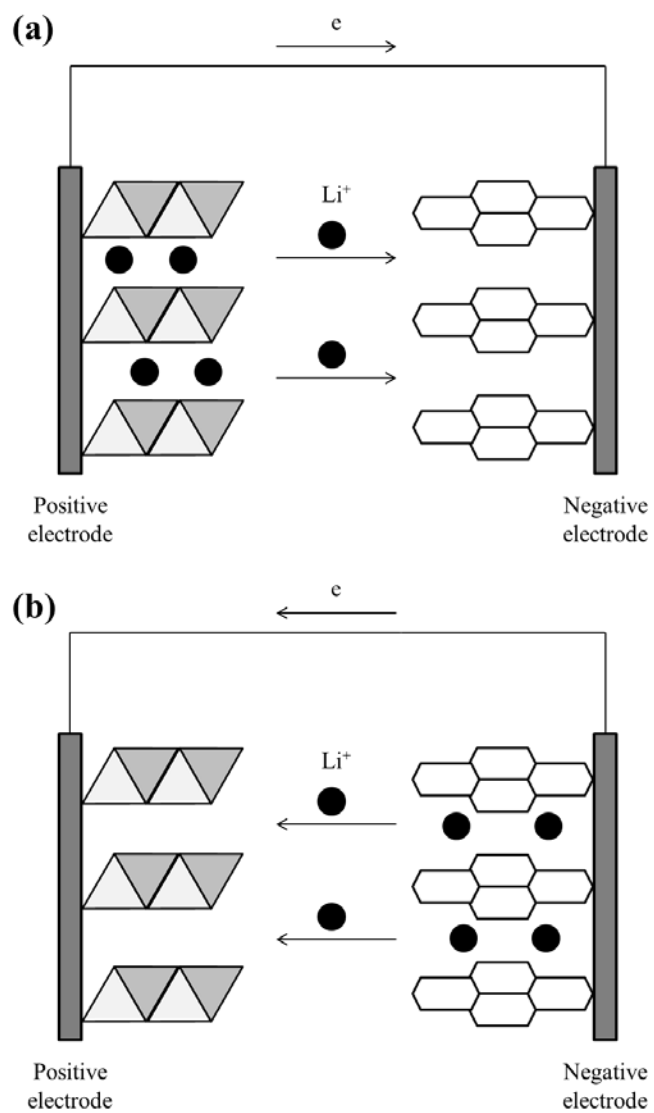 (a)
e
Li⁺
Positive
electrode
Negative
electrode
(b)
e
Li⁺
Positive
electrode
Negative
electrode